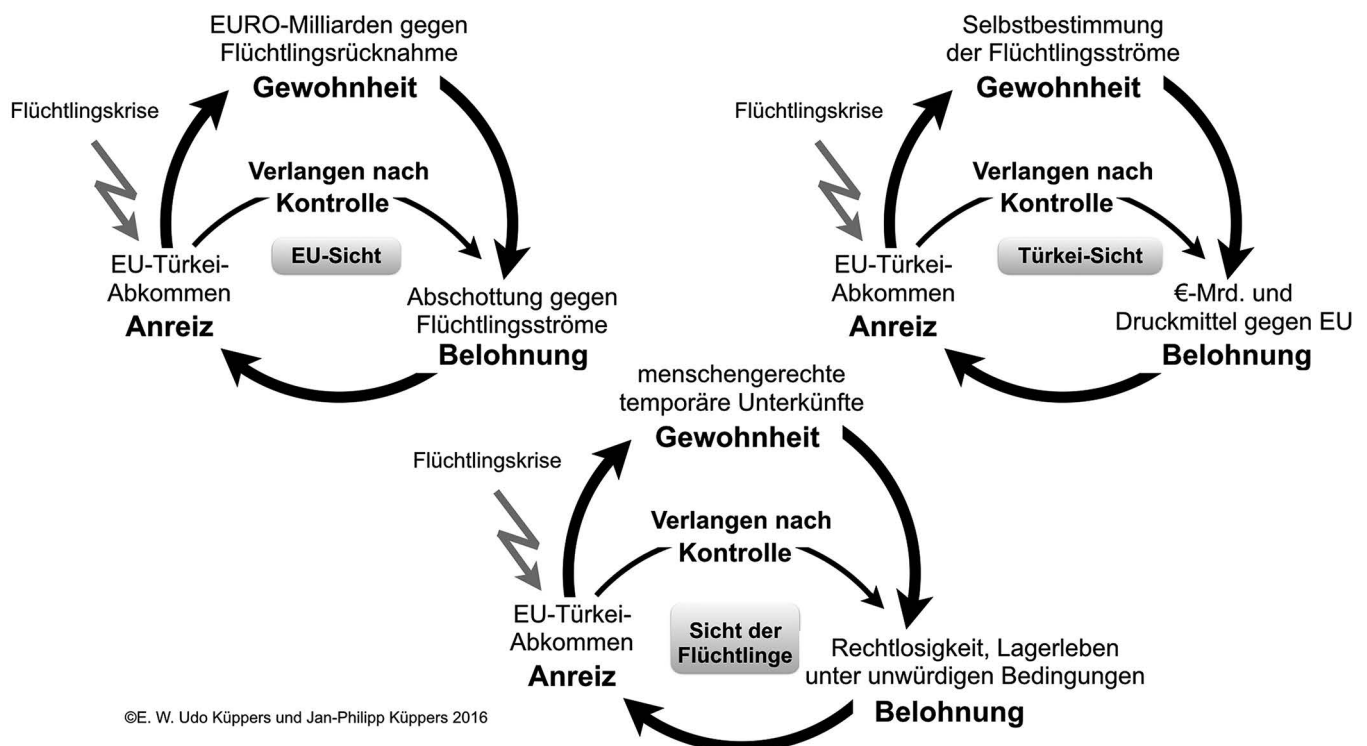 EURO-Milliarden gegen
Flüchtlingsrücknahme
Gewohnheit
Flüchtlingskrise
Verlangen nach
Kontrolle
EU-Sicht
EU-Türkei-
Abkommen
Anreiz
Abschottung gegen
Flüchtlingsströme
Belohnung
Selbstbestimmung
der Flüchtlingsströme
Gewohnheit
Flüchtlingskrise
Verlangen nach
Kontrolle
Türkei-Sicht
EU-Türkei-
Abkommen
Anreiz
€-Mrd. und
Druckmittel gegen EU
Belohnung
menschengerechte
temporäre Unterkünfte
Gewohnheit
Flüchtlingskrise
Verlangen nach
Kontrolle
EU-Türkei-
Abkommen
Anreiz
Sicht der
Flüchtlinge
Rechtlosigkeit, Lagerleben
unter unwürdigen Bedingungen
Belohnung
©E. W. Udo Küppers und Jan-Philipp Küppers 2016